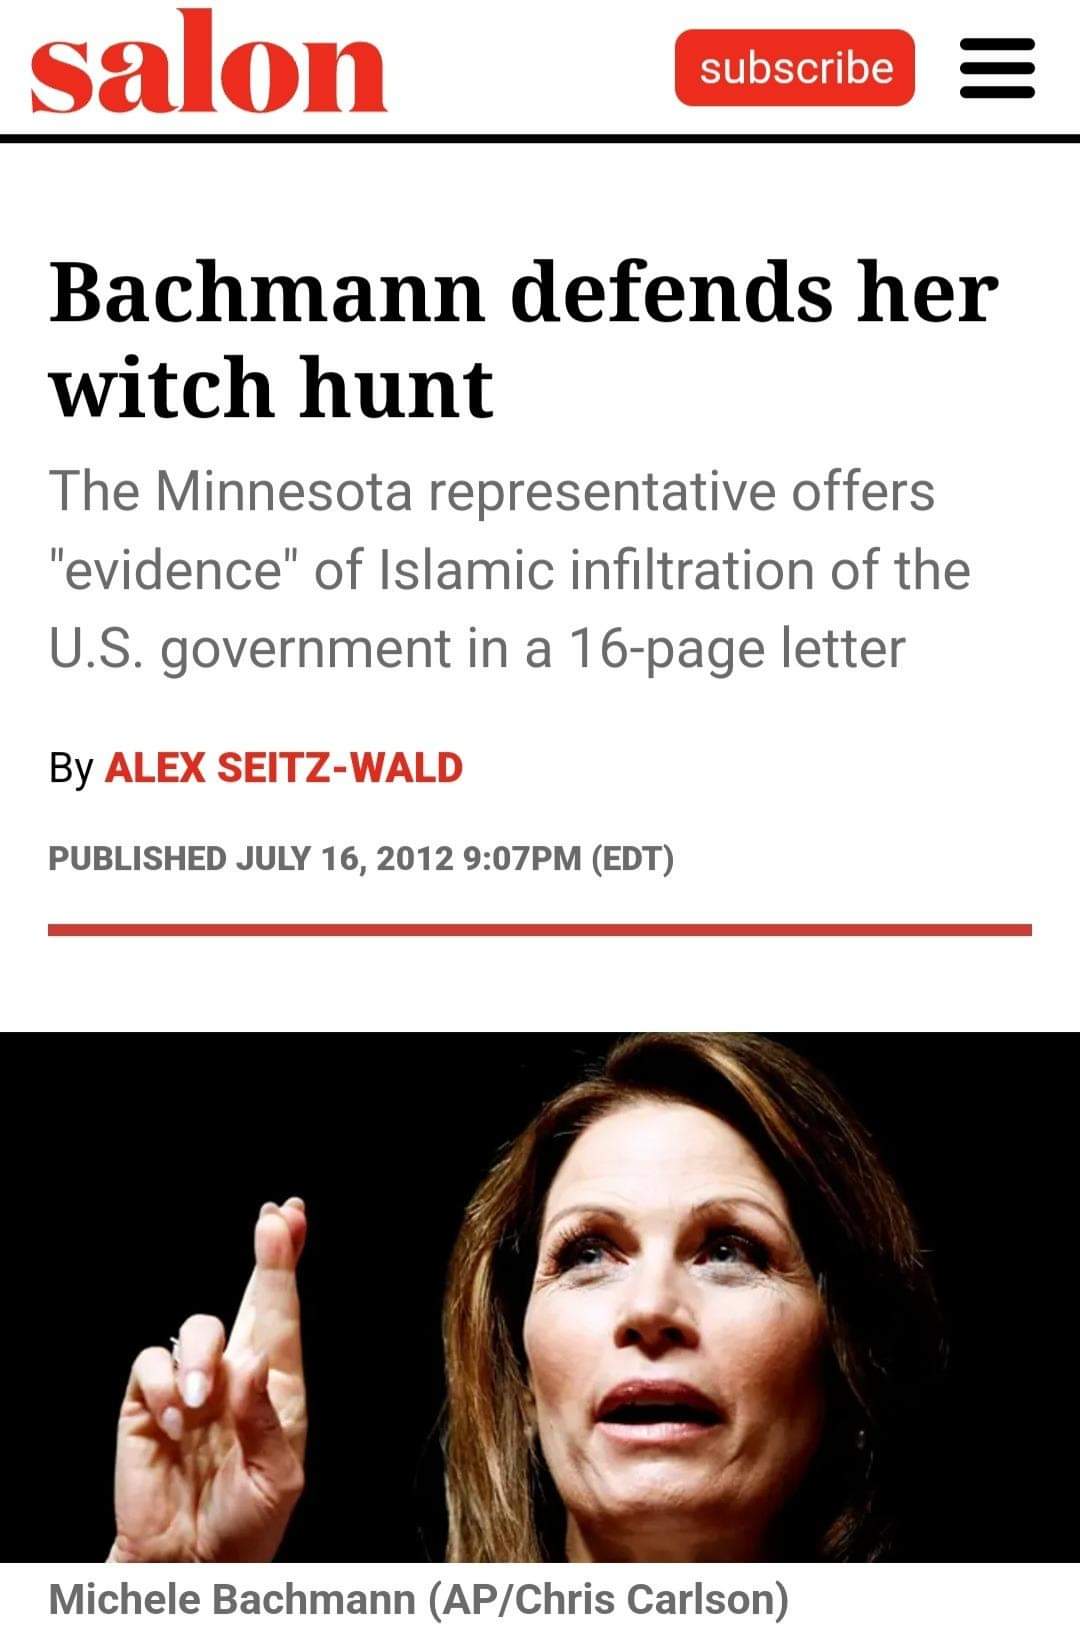 salon
subscribe
Bachmann defends her
witch hunt
The Minnesota representative offers
"evidence" of Islamic infiltration of the
U.S. government in a 16-page letter
By ALEX SEITZ-WALD
PUBLISHED JULY 16, 2012 9:07PM (EDT)
Michele Bachmann (AP/Chris Carlson)